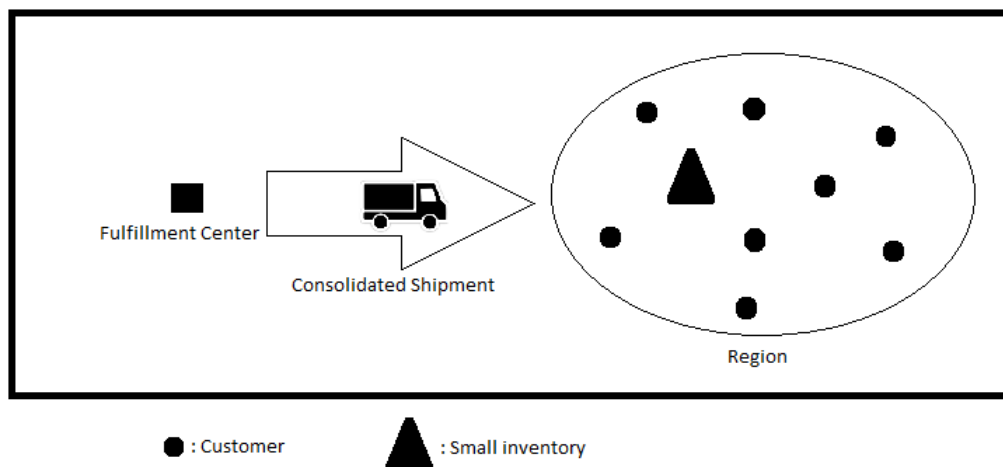 Fulfillment Center
Consolidated Shipment
Region
: Customer
: Small inventory